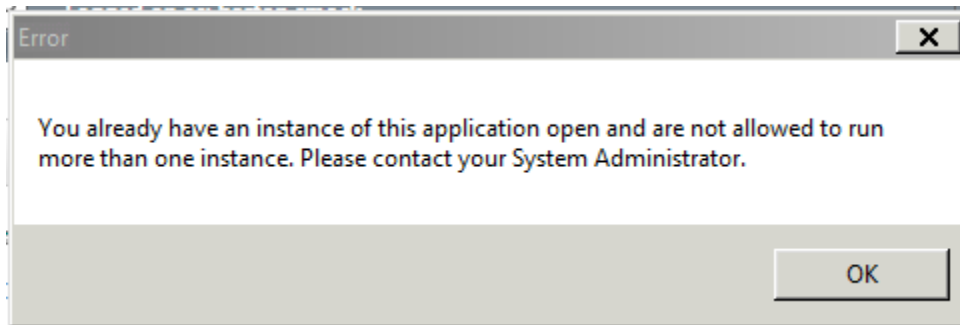 Error
You already have an instance of this application open and are not allowed to run
more than one instance. Please contact your System Administrator.
OK